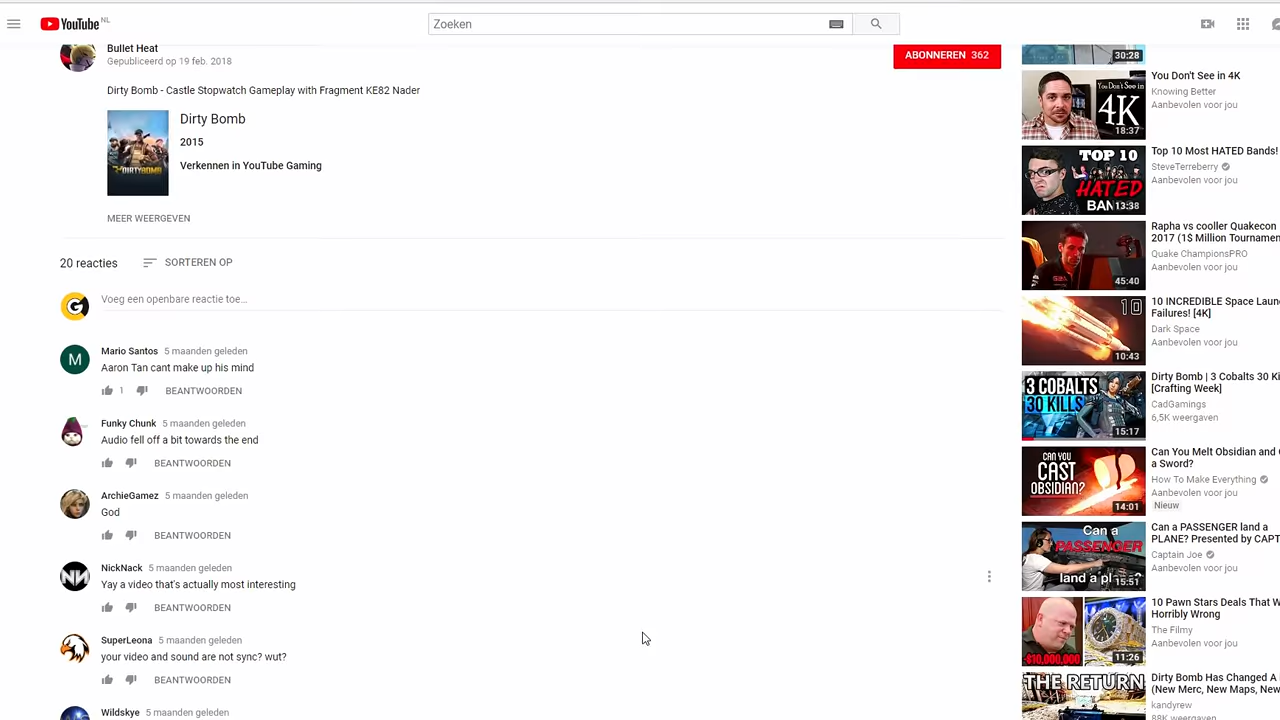 YouTube NL
Zoeken
Bullet Heat
Gepubliceerd op 19 feb. 2018
ABONNEREN 362
Dirty Bomb - Castle Stopwatch Gameplay with Fragment KE82 Nader
DIRTYBOMB
Dirty Bomb
2015
Verkennen in YouTube Gaming
MEER WEERGEVEN
20 reacties
SORTEREN OP
G
Voeg een openbare reactie toe...
M
Mario Santos 5 maanden geleden
Aaron Tan cant make up his mind
1 BEANTWOORDEN
Funky Chunk 5 maanden geleden
Audio fell off a bit towards the end
BEANTWOORDEN
ArchieGamez 5 maanden geleden
God
BEANTWOORDEN
NickNack 5 maanden geleden
Yay a video that's actually most interesting
BEANTWOORDEN
SuperLeona 5 maanden geleden
your video and sound are not sync? wut?
BEANTWOORDEN
Wildskye 5 maanden geleden
30:28
You Don't See in
4K
18:37
You Don't See in 4K
Knowing Better
Aanbevolen voor jou
TOP 10
HATED
BAN
13:38
Top 10 Most HATED Bands!
SteveTerreberry
Aanbevolen voor jou
45:40
Rapha vs cooller Quakecon
2017 (1$ Million Tournamen
Quake ChampionsPRO
Aanbevolen voor jou
10
10:43
10 INCREDIBLE Space Laun
Failures! [4K]
Dark Space
Aanbevolen voor jou
3 COBALTS
30 KILLS
15:17
Dirty Bomb | 3 Cobalts 30 Ki
[Crafting Week]
CadGamings
6,5K weergaven
CAN YOU
CAST
OBSIDIAN?
14:01
Can You Melt Obsidian and
a Sword?
How To Make Everything
Aanbevolen voor jou
Nieuw
Can a
PASSENGER
land a pl
15:51
Can a PASSENGER land a
PLANE? Presented by CAPT
Captain Joe
Aanbevolen voor jou
-$10,000,000
11:26
10 Pawn Stars Deals That W
Horribly Wrong
The Filmy
Aanbevolen voor jou
THE RETURN
Dirty Bomb Has Changed A
(New Merc, New Maps, New
kandyrew
88K weergaven